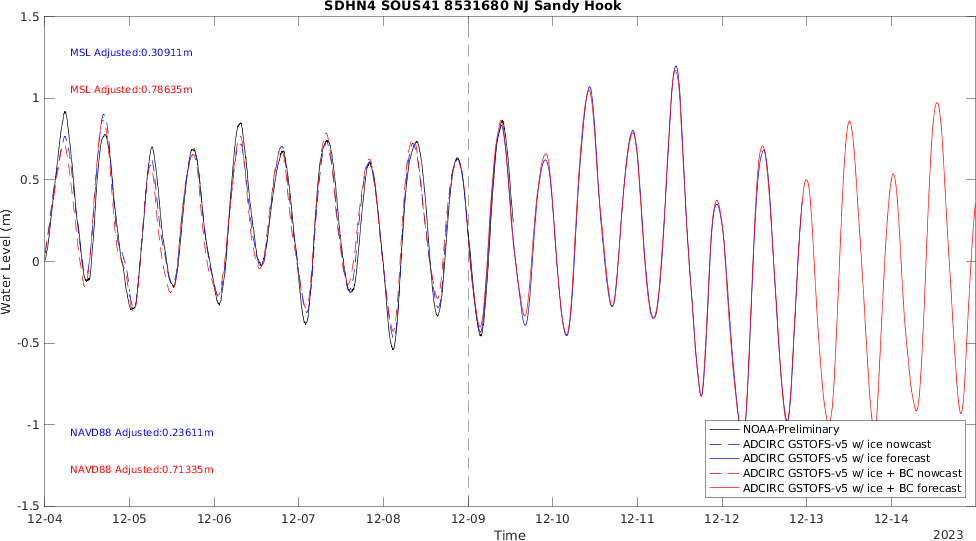 SDHN4 SOUS41 8531680 NJ Sandy Hook
1.5
MSL Adjusted:0.30911m
MSL Adjusted:0.78635m
1
0.5
0
Water Level (m)
-0.5
-1
NAVD88 Adjusted:0.23611m
NAVD88 Adjusted:0.71335m
-1.5
NOAA-Preliminary
ADCIRC GSTOFS-v5 w/ ice nowcast
ADCIRC GSTOFS-v5 w/ ice forecast
ADCIRC GSTOFS-v5 w/ ice + BC nowcast
ADCIRC GSTOFS-v5 w/ ice + BC forecast
12-04 12-05 12-06 12-07 12-08 12-09 12-10 12-11 12-12 12-13 12-14
Time
2023